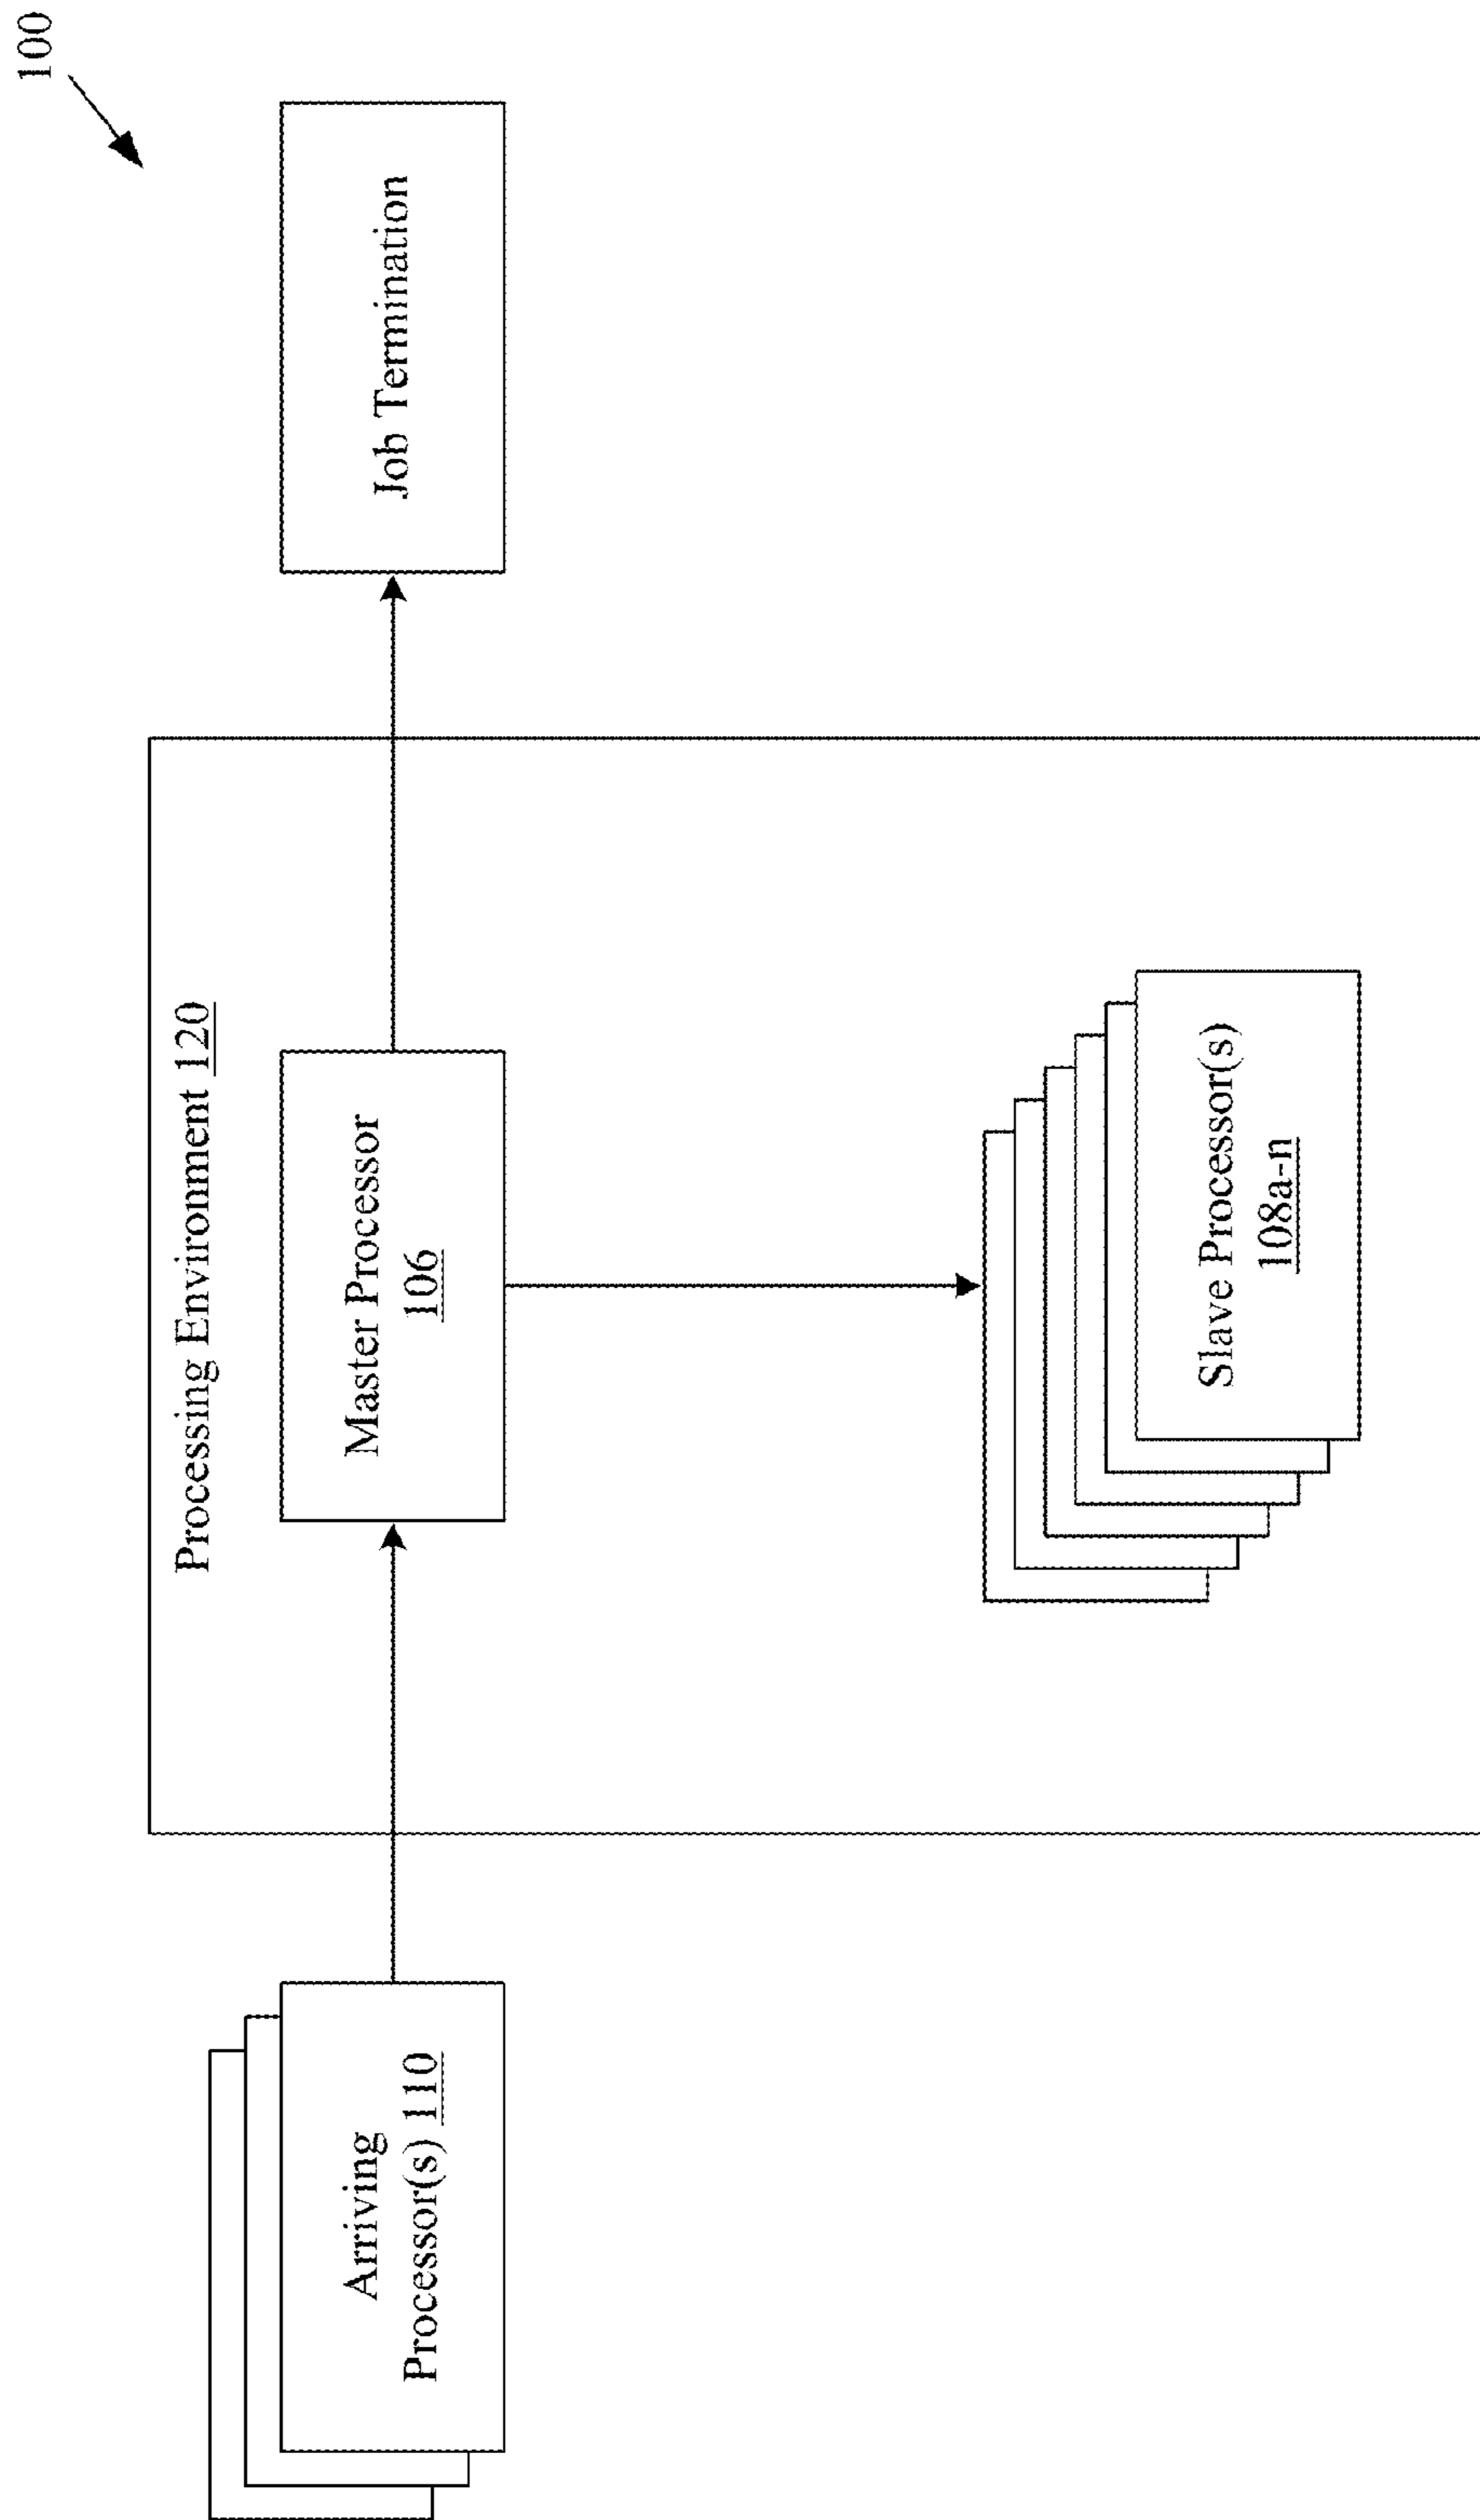 100
Processing Environment 120
Arriving
Processor(s) 110
Master Processor
106
Job Termination
Slave Processor(s)
108a-n